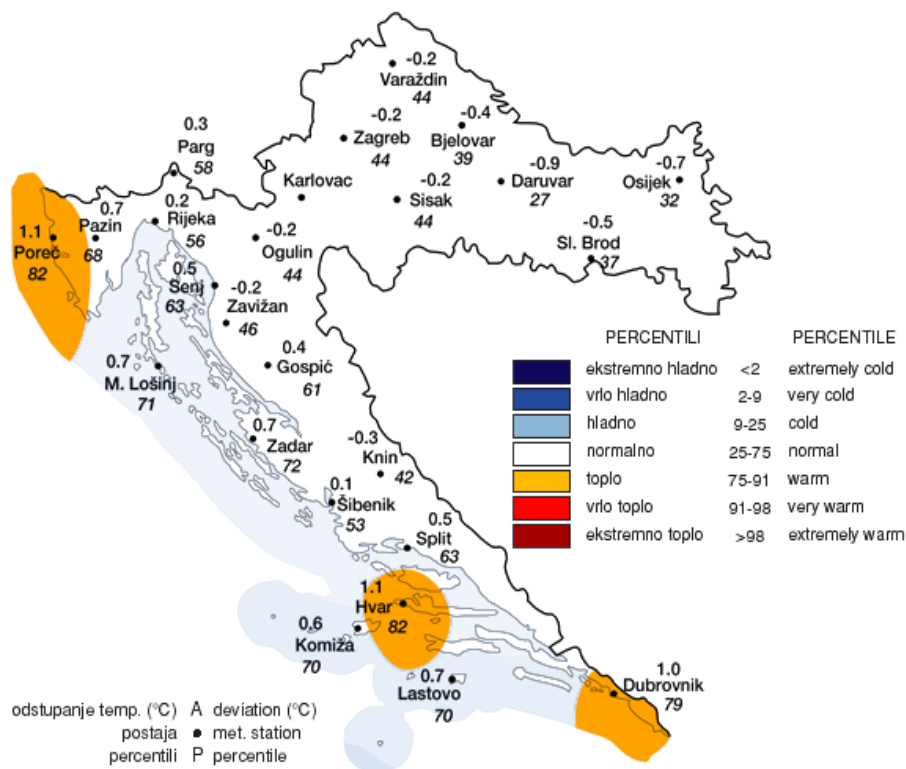 -0.2
Varaždin
44
-0.2
Zagreb
44
-0.4
Bjelovar
39
0.3
Parg
58
Karlovac
-0.2
Sisak
44
-0.9
Daruvar
27
-0.7
Osijek
32
-0.5
Sl. Brod
37
1.1
Poreč
82
0.7
Pazin
68
0.2
Rijeka
56
-0.2
Ogulin
44
0.5
Senj
63
-0.2
Zavižan
46
0.7
M. Lošinj
71
0.4
Gospić
61
0.7
Zadar
72
-0.3
Knin
42
0.1
Šibenik
53
0.5
Split
63
1.1
Hvar
82
0.6
Komiža
70
0.7
Lastovo
70
1.0
Dubrovnik
79
PERCENTILI PERCENTILE
ekstremno hladno <2 extremely cold
vrlo hladno 2-9 very cold
hladno 9-25 cold
normalno 25-75 normal
toplo 75-91 warm
vrlo toplo 91-98 very warm
ekstremno toplo >98 extremely warm
odstupanje temp. (°C) A deviation (°C)
postaja met. station
percentili P percentile